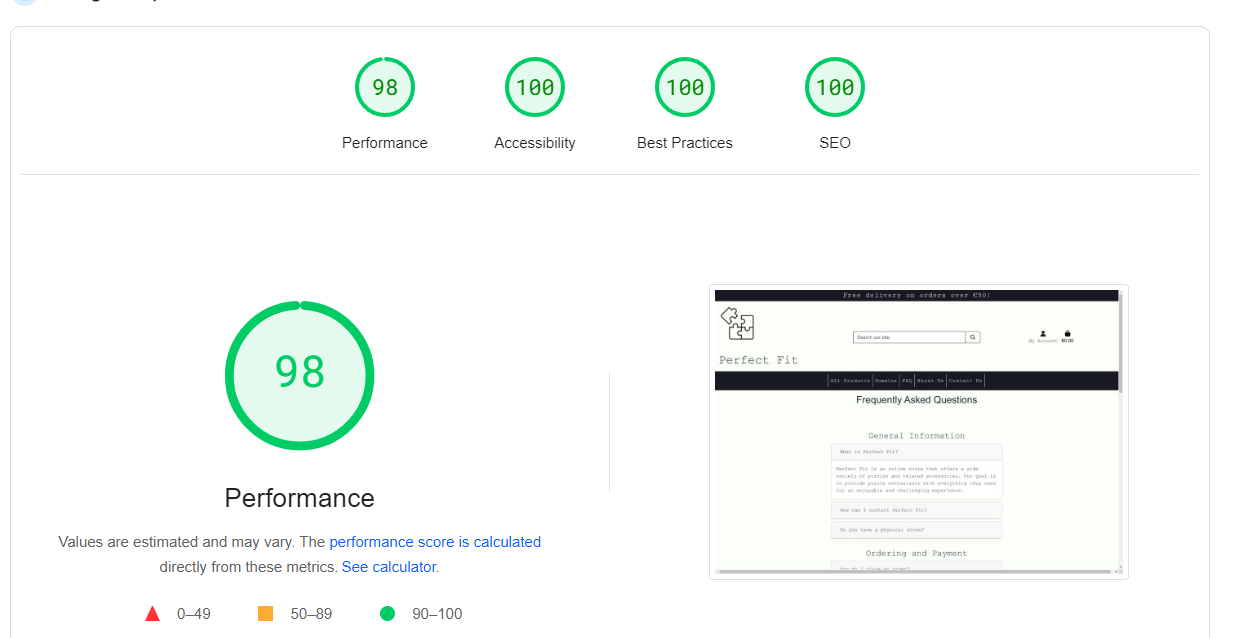 98 100 100 100
Performance Accessibility Best Practices SEO
98
Performance
Values are estimated and may vary. The performance score is calculated
directly from these metrics. See calculator.
0–49 50–89 90–100
Free delivery on orders over €50!
Search our site
My Account €0.00
Perfect Fit
All Products Puzzles FAQ About Us Contact Us
Frequently Asked Questions
General Information
What is Perfect Fit?
Perfect Fit is an online store that offers a wide
variety of puzzles and related accessories. Our goal is
to provide puzzle enthusiasts with everything they need
for an enjoyable and challenging experience.
How can I contact Perfect Fit?
Do you have a physical store?
Ordering and Payment
How do I place an order?